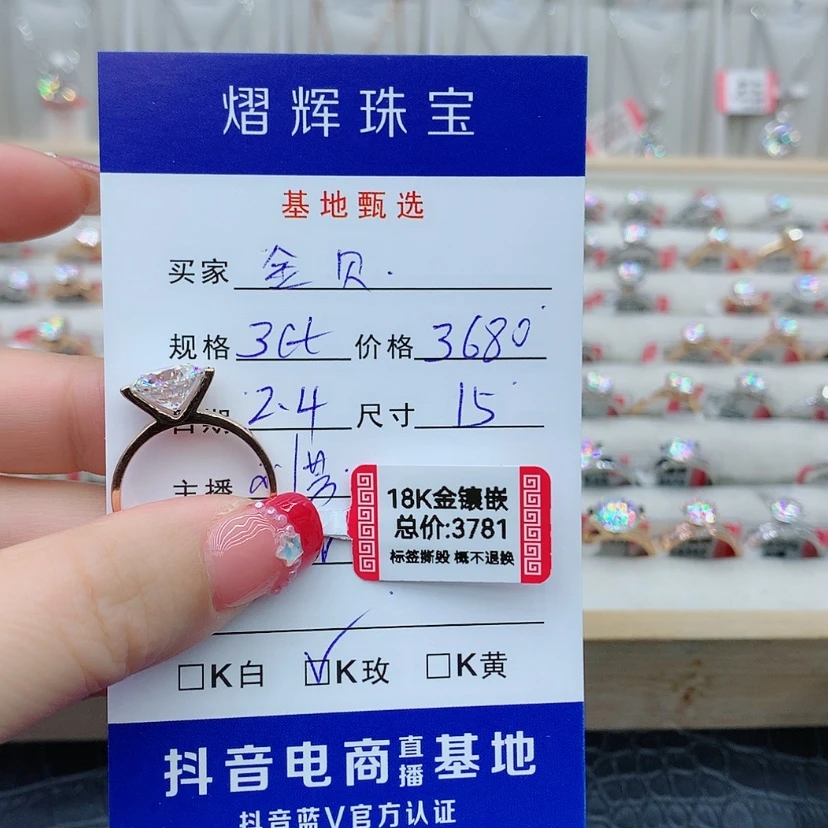 熠辉珠宝
基地甄选
买家 金贝.
规格 3ct 价格 3680
日期 2.4 尺寸 15
主播
18K金镶嵌
总价:3781
标签撕毁 概不退换
K白 K玫 K黄
抖音电商直播基地
抖音蓝V官方认证